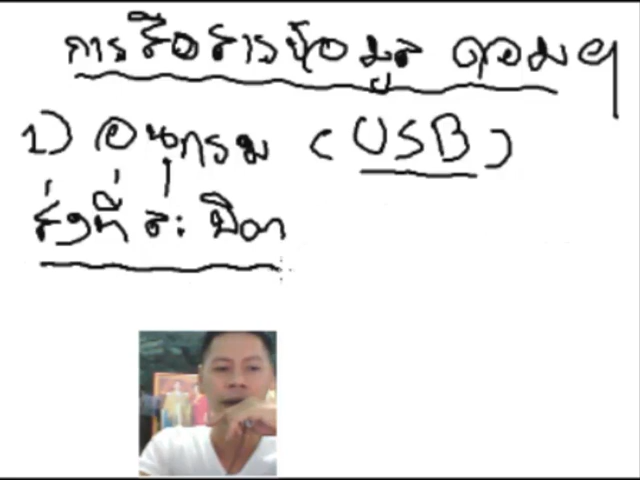 การสื่อสารข้อมูล คอมฯ
1) อนุกรม (USB)
ส่งที่ ละ บิต